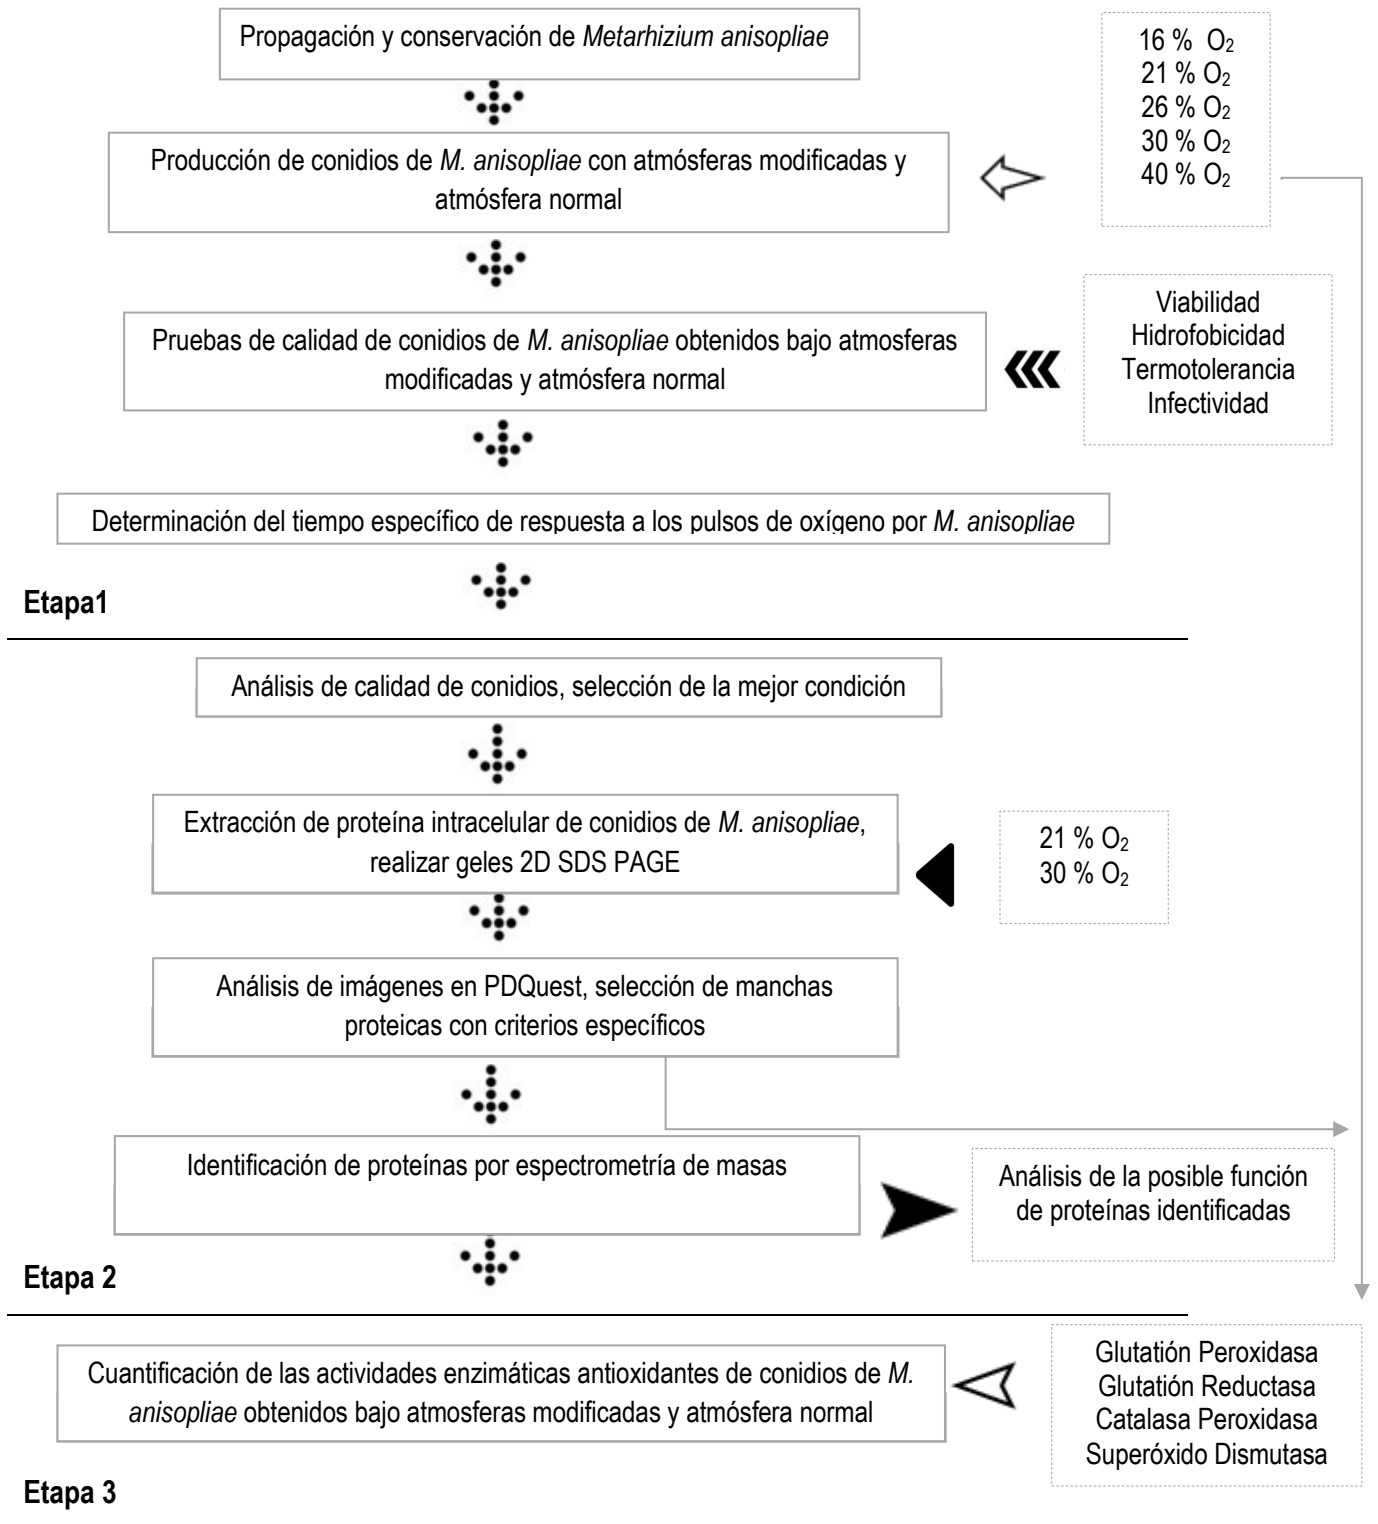 Propagación y conservación de Metarhizium anisopliae
16 % O₂
21 % O₂
26 % O₂
30 % O₂
40 % O₂
Producción de conidios de M. anisopliae con atmósferas modificadas y
atmósfera normal
Viabilidad
Hidrofobicidad
Termotolerancia
Infectividad
Pruebas de calidad de conidios de M. anisopliae obtenidos bajo atmosferas
modificadas y atmósfera normal
Determinación del tiempo específico de respuesta a los pulsos de oxígeno por M. anisopliae
Etapa1
Análisis de calidad de conidios, selección de la mejor condición
Extracción de proteína intracelular de conidios de M. anisopliae,
realizar geles 2D SDS PAGE
21 % O₂
30 % O₂
Análisis de imágenes en PDQuest, selección de manchas
proteicas con criterios específicos
Identificación de proteínas por espectrometría de masas
Análisis de la posible función
de proteínas identificadas
Etapa 2
Cuantificación de las actividades enzimáticas antioxidantes de conidios de M.
anisopliae obtenidos bajo atmosferas modificadas y atmósfera normal
Glutatión Peroxidasa
Glutatión Reductasa
Catalasa Peroxidasa
Superóxido Dismutasa
Etapa 3